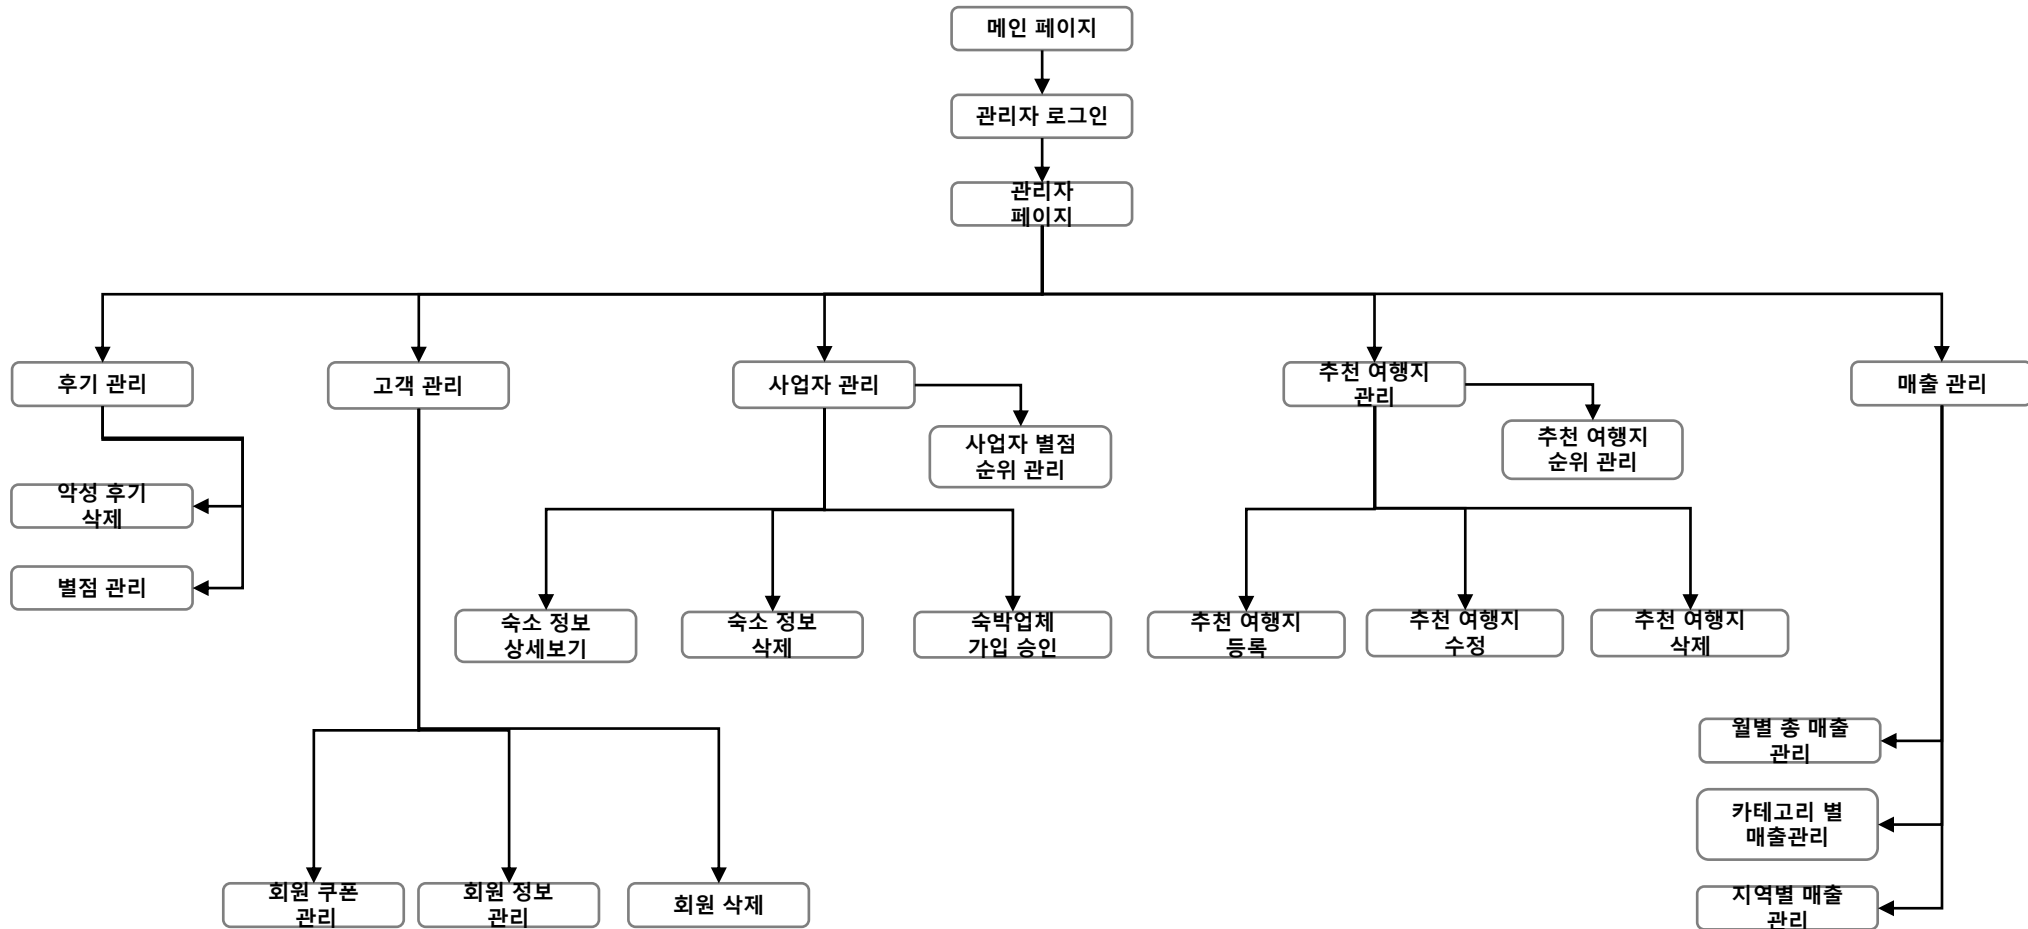 메인 페이지
관리자 로그인
관리자
페이지
후기 관리
고객 관리
사업자 관리
추천 여행지
관리
매출 관리
사업자 별점
순위 관리
추천 여행지
순위 관리
악성 후기
삭제
별점 관리
숙소 정보
상세보기
숙소 정보
삭제
숙박업체
가입 승인
추천 여행지
등록
추천 여행지
수정
추천 여행지
삭제
월별 총 매출
관리
카테고리 별
매출관리
지역별 매출
관리
회원 쿠폰
관리
회원 정보
관리
회원 삭제